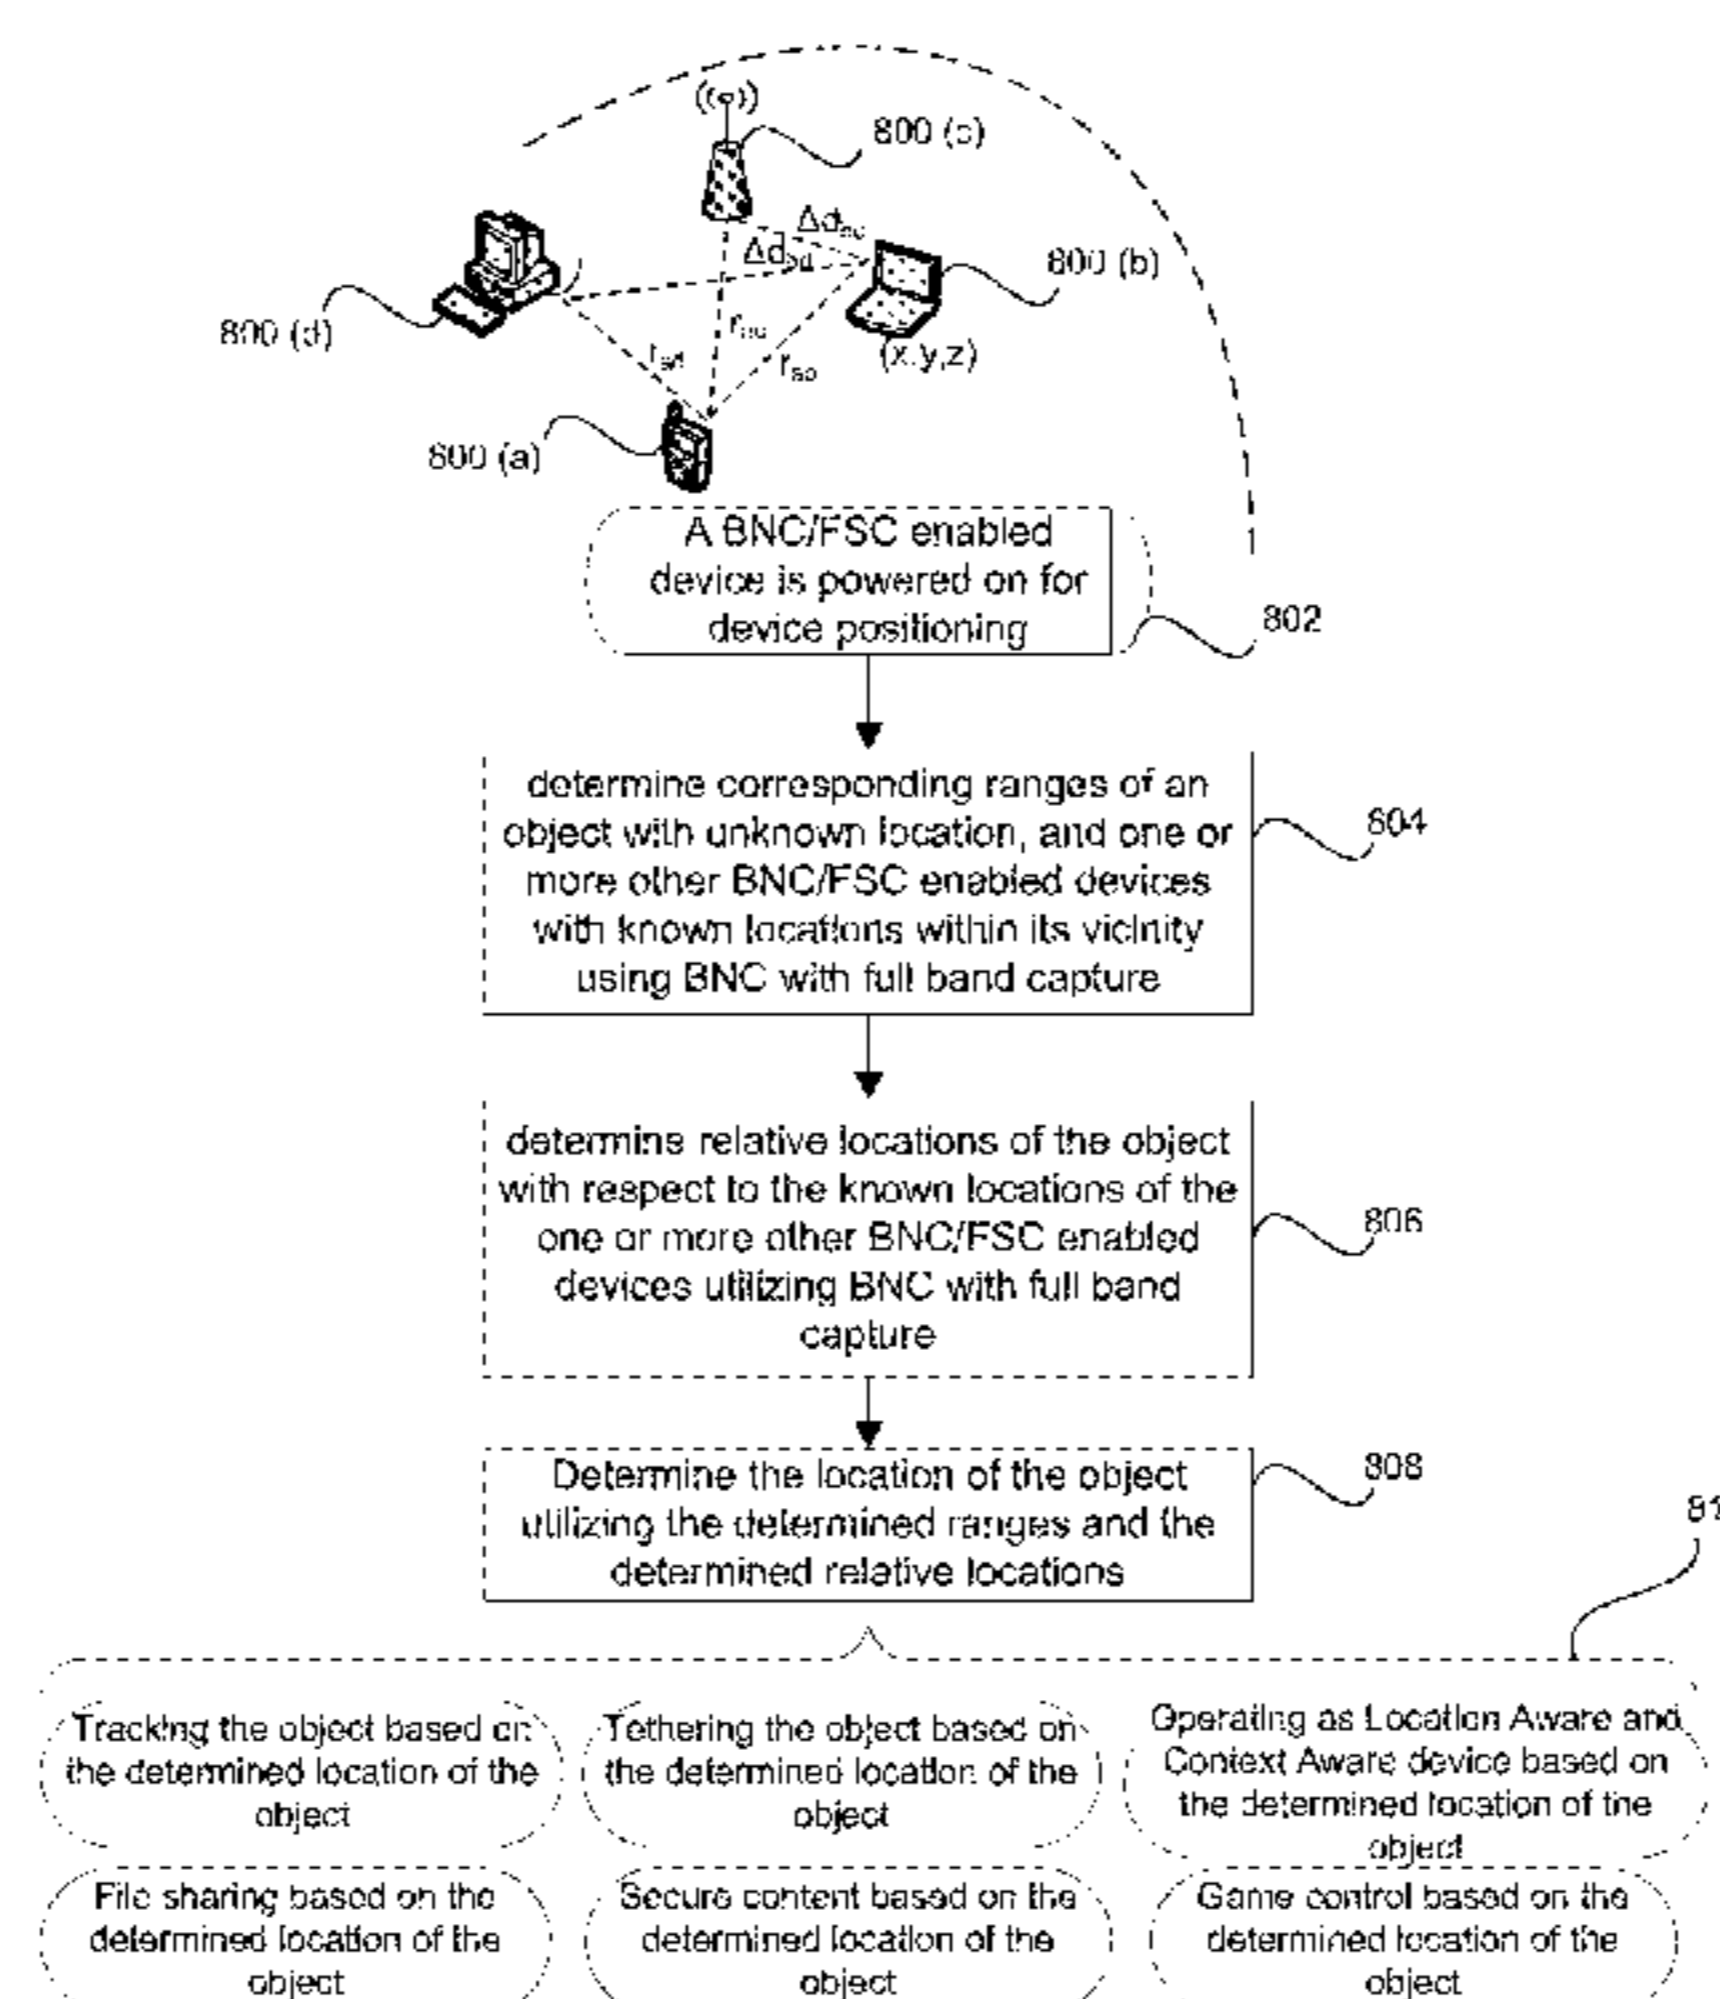 800 (c)
800 (b)
800 (d)
(x,y,z)
800 (a)
A BNC/FSC enabled
device is powered on for
device positioning
802
determine corresponding ranges of an
object with unknown location, and one or
more other BNC/FSC enabled devices
with known locations within its vicinity
using BNC with full band capture
804
determine relative locations of the object
with respect to the known locations of the
one or more other BNC/FSC enabled
devices utilizing BNC with full band
capture
806
Determine the location of the object
utilizing the determined ranges and the
determined relative locations
808
Tracking the object based on
the determined location of the
object
Tethering the object based on
the determined location of the
object
Operating as Location Aware and
Context Aware device based on
the determined location of the
object
File sharing based on the
determined location of the
object
Secure content based on the
determined location of the
object
Game control based on the
determined location of the
object